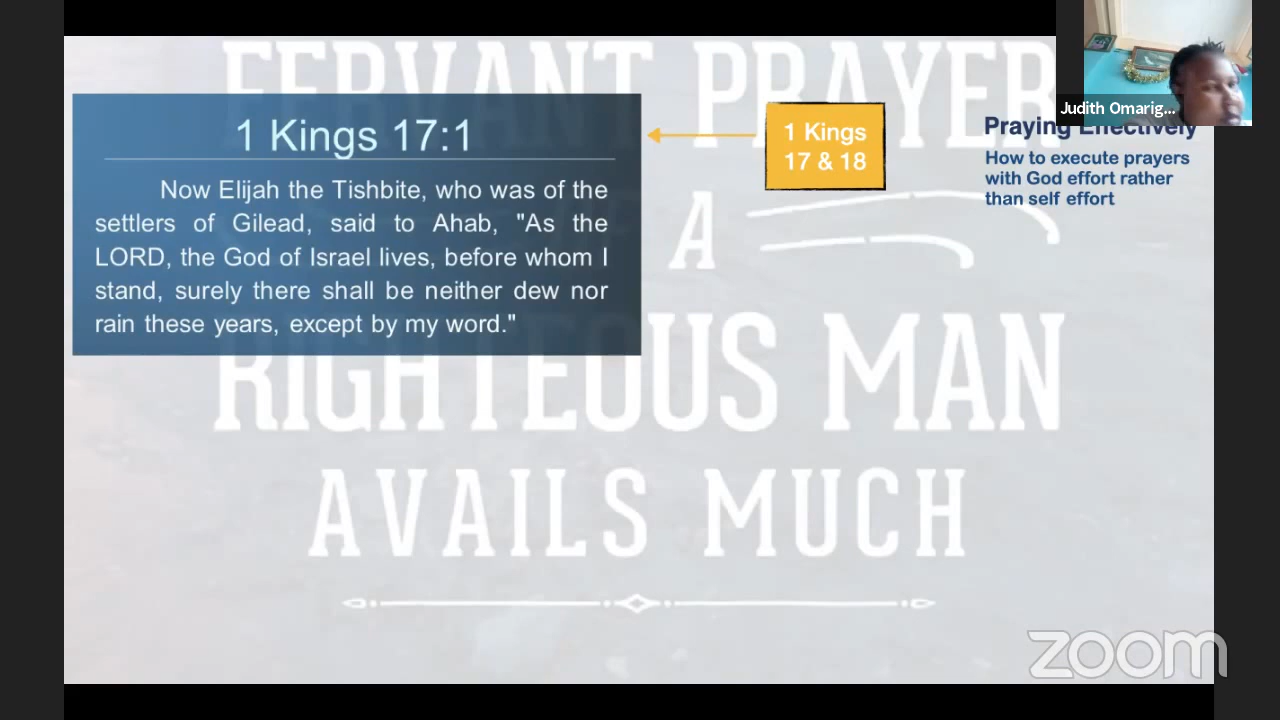 FERVANT PRAYER
A
RIGHTEOUS MAN
AVAILS MUCH
1 Kings 17:1
Now Elijah the Tishbite, who was of the
settlers of Gilead, said to Ahab, "As the
LORD, the God of Israel lives, before whom I
stand, surely there shall be neither dew nor
rain these years, except by my word."
1 Kings
17 & 18
Judith Omarig...
Praying Effectively
How to execute prayers
with God effort rather
than self effort
zoom